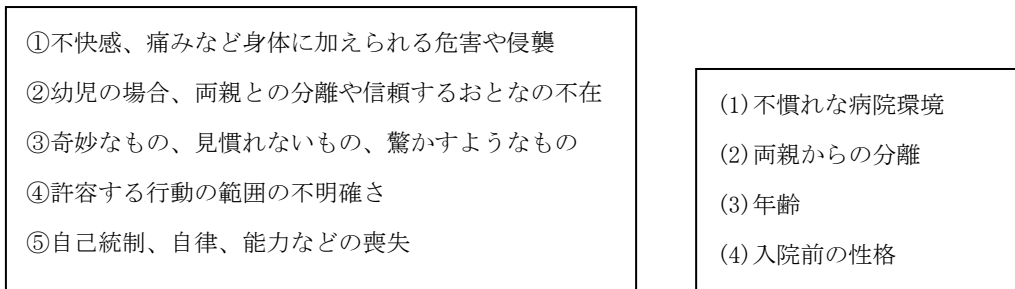 ①不快感、痛みなど身体に加えられる危害や侵襲
②幼児の場合、両親との分離や信頼するおとなの不在
③奇妙なもの、見慣れないもの、驚かすようなもの
④許容する行動の範囲の不明確さ
⑤自己統制、自律、能力などの喪失
(1)不慣れな病院環境
(2)両親からの分離
(3)年齢
(4)入院前の性格